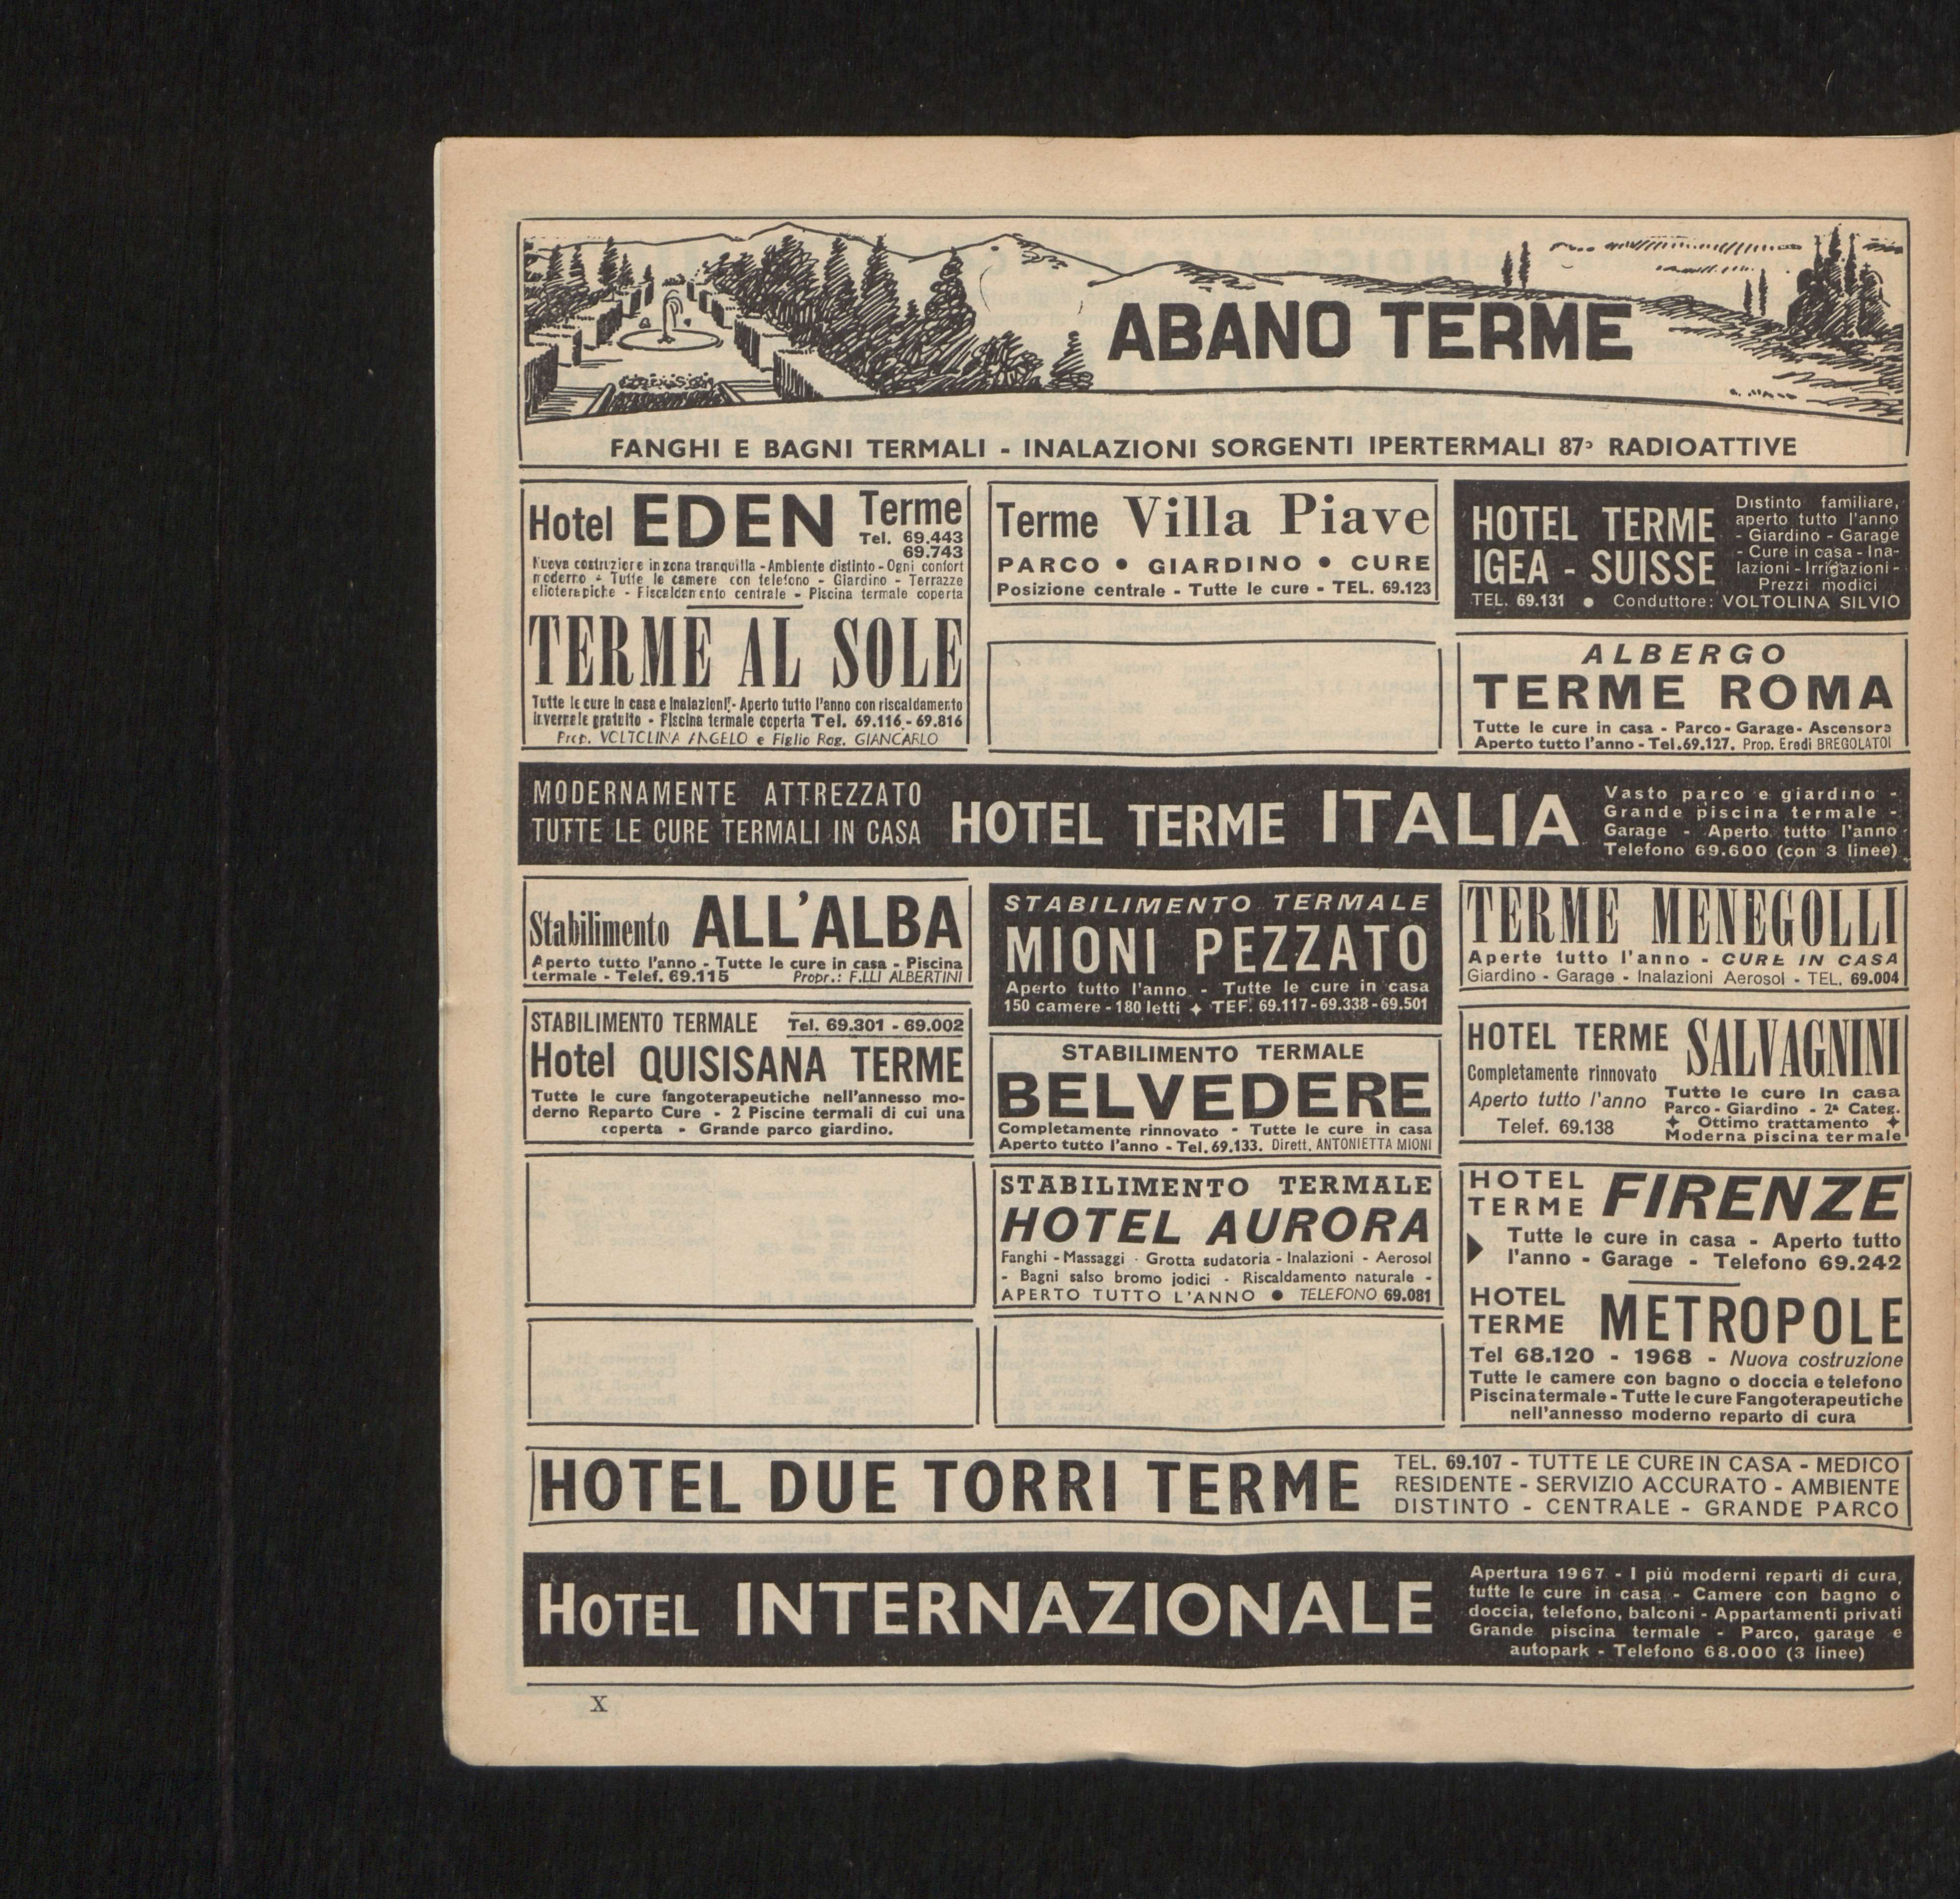 ABANO TERME
FANGHI E BAGNI TERMALI - INALAZIONI SORGENTI IPERTERMALI 87° RADIOATTIVE
Hotel EDEN Terme
Tel. 69.443
69.743
Nuova costruzione in zona tranquilla - Ambiente distinto - Ogni confort
moderno - Tutte le camere con telefono - Giardino - Terrazze
elioterapiche - Riscaldamento centrale - Piscina termale coperta
TERME AL SOLE
Tutte le cure in casa e inalazioni - Aperto tutto l'anno con riscaldamento
invernale gratuito - Piscina termale coperta Tel. 69.116 - 69.816
Prop. VOLTOLINA ANGELO e Figlio Rag. GIANCARLO
Terme Villa Piave
PARCO • GIARDINO • CURE
Posizione centrale - Tutte le cure - TEL. 69.123
HOTEL TERME
IGEA - SUISSE
Distinto familiare,
aperto tutto l'anno
- Giardino - Garage
- Cure in casa - Ina-
lazioni - Irrigazioni -
Prezzi modici
TEL. 69.131 ● Conduttore: VOLTOLINA SILVIO
ALBERGO
TERME ROMA
Tutte le cure in casa - Parco - Garage - Ascensore
Aperto tutto l'anno - Tel. 69.127. Prop. Eredi BREGOLATO
MODERNAMENTE ATTREZZATO
TUTTE LE CURE TERMALI IN CASA
HOTEL TERME ITALIA
Vasto parco e giardino -
Grande piscina termale -
Garage - Aperto tutto l'anno
Telefono 69.600 (con 3 linee)
Stabilimento ALL'ALBA
Aperto tutto l'anno - Tutte le cure in casa - Piscina
termale - Telef. 69.115 Propr.: F.LLI ALBERTINI
STABILIMENTO TERMALE Tel. 69.301 - 69.002
Hotel QUISISANA TERME
Tutte le cure fangoterapeutiche nell'annesso mo-
derno Reparto Cure - 2 Piscine termali di cui una
coperta - Grande parco giardino.
STABILIMENTO TERMALE
MIONI PEZZATO
Aperto tutto l'anno - Tutte le cure in casa
150 camere - 180 letti ✦ TEF. 69.117-69.338-69.501
STABILIMENTO TERMALE
BELVEDERE
Completamente rinnovato - Tutte le cure in casa
Aperto tutto l'anno - Tel. 69.133. Dirett. ANTONIETTA MIONI
STABILIMENTO TERMALE
HOTEL AURORA
Fanghi - Massaggi - Grotta sudatoria - Inalazioni - Aerosol
- Bagni salso bromo jodici - Riscaldamento naturale -
APERTO TUTTO L'ANNO ● TELEFONO 69.081
TERME MENEGOLLI
Aperte tutto l'anno - CURE IN CASA
Giardino - Garage - Inalazioni Aerosol - TEL. 69.004
HOTEL TERME SALVAGNINI
Completamente rinnovato
Aperto tutto l'anno
Telef. 69.138
Tutte le cure in casa
Parco - Giardino - 2ª Categ.
✦ Ottimo trattamento ✦
Moderna piscina termale
HOTEL
TERME FIRENZE
Tutte le cure in casa - Aperto tutto
l'anno - Garage - Telefono 69.242
HOTEL
TERME METROPOLE
Tel 68.120 - 1968 - Nuova costruzione
Tutte le camere con bagno o doccia e telefono
Piscina termale - Tutte le cure Fangoterapeutiche
nell'annesso moderno reparto di cura
HOTEL DUE TORRI TERME
TEL. 69.107 - TUTTE LE CURE IN CASA - MEDICO
RESIDENTE - SERVIZIO ACCURATO - AMBIENTE
DISTINTO - CENTRALE - GRANDE PARCO
HOTEL INTERNAZIONALE
Apertura 1967 - I più moderni reparti di cura,
tutte le cure in casa - Camere con bagno o
doccia, telefono, balconi - Appartamenti privati
Grande piscina termale - Parco, garage e
autopark - Telefono 68.000 (3 linee)
X